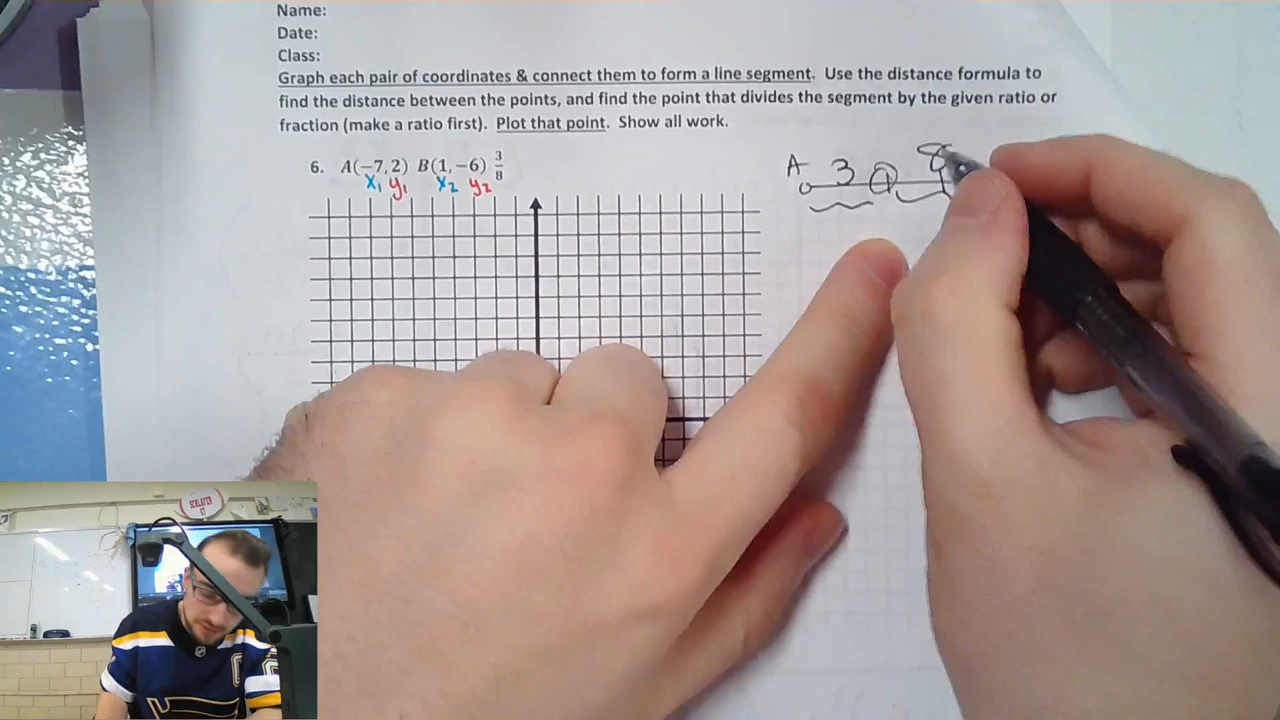 Name:
Date:
Class:
Graph each pair of coordinates & connect them to form a line segment. Use the distance formula to
find the distance between the points, and find the point that divides the segment by the given ratio or
fraction (make a ratio first). Plot that point. Show all work.
6. A(−7,2) B(1,−6) 3/8
x₁ y₁ x₂ y₂
A 3 8
0
SCHLAFER
57